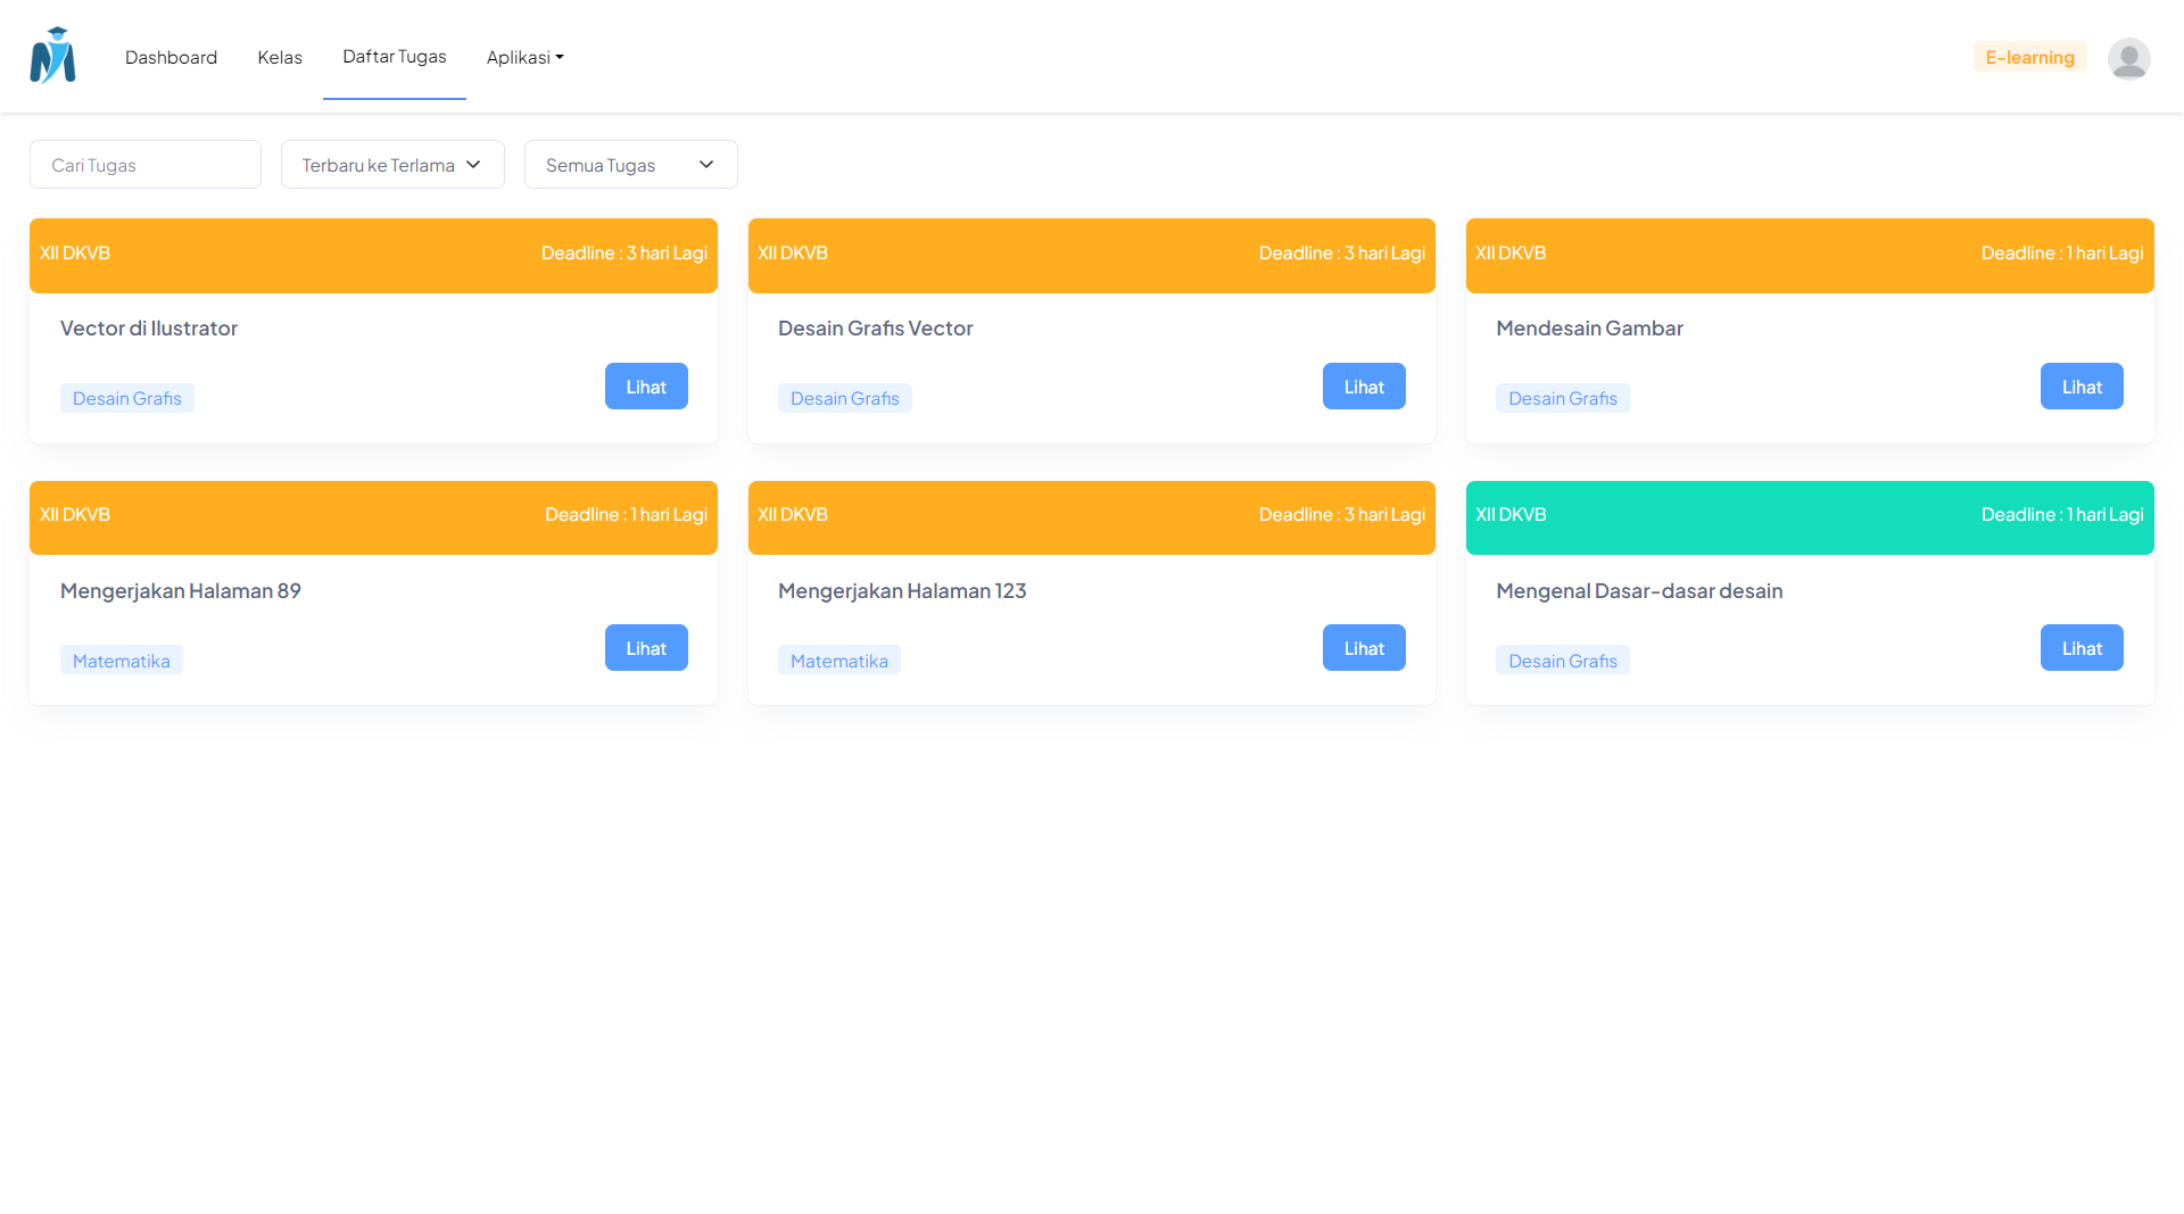 Dashboard
Kelas
Daftar Tugas
Aplikasi
E-learning
Cari Tugas
Terbaru ke Terlama
Semua Tugas
XII DKVB
Deadline : 3 hari Lagi
Vector di Ilustrator
Desain Grafis
Lihat
XII DKVB
Deadline : 3 hari Lagi
Desain Grafis Vector
Desain Grafis
Lihat
XII DKVB
Deadline : 1 hari Lagi
Mendesain Gambar
Desain Grafis
Lihat
XII DKVB
Deadline : 1 hari Lagi
Mengerjakan Halaman 89
Matematika
Lihat
XII DKVB
Deadline : 3 hari Lagi
Mengerjakan Halaman 123
Matematika
Lihat
XII DKVB
Deadline : 1 hari Lagi
Mengenal Dasar-dasar desain
Desain Grafis
Lihat